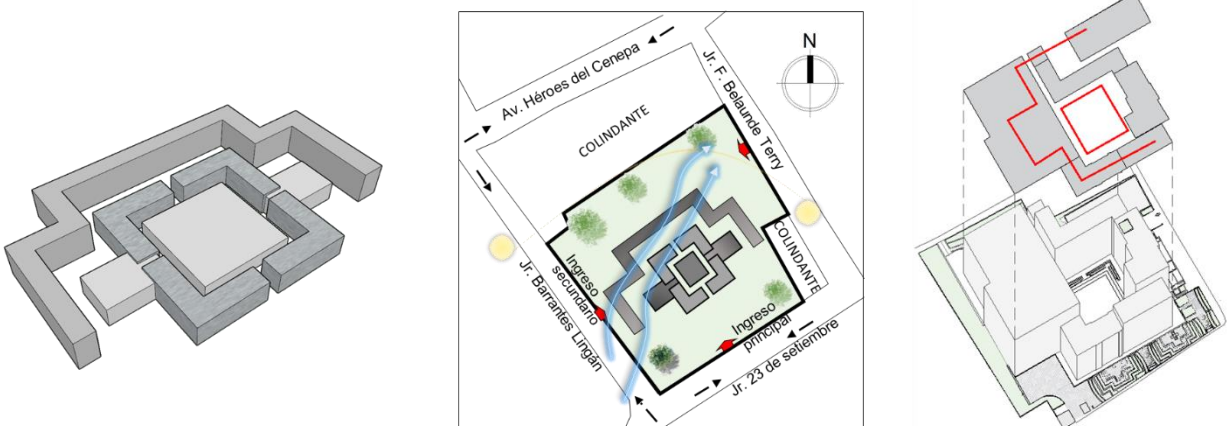 Av. Héroes del Cenepa
N
Jr. F. Belaunde Terry
COLINDANTE
COLINDANTE
Ingreso
secundario
Jr. Barrantes Lingán
Ingreso
principal
Jr. 23 de setiembre